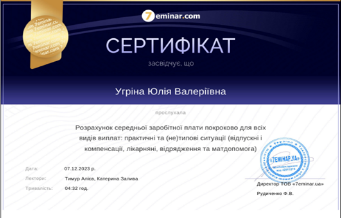 7eminar.com
СЕРТИФІКАТ
засвідчує, що
Угріна Юлія Валеріївна
прослухала
Розрахунок середньої заробітної плати покроково для всіх
видів виплат: практичні та (не)типові ситуації (відпускні і
компенсації, лікарняні, відрядження та матдопомога)
Дата: 07.12.2023 р.
Лектори: Тимур Аліев, Катерина Залива
Тривалість: 04:32 год.
"7EMINAR.UA"
Директор ТОВ «7eminar.ua»
Руденченко Ф.В.